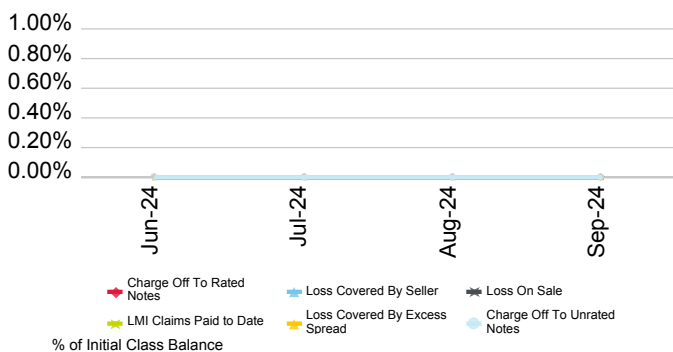 1.00%
0.80%
0.60%
0.40%
0.20%
0.00%
Jun-24
Jul-24
Aug-24
Sep-24
Charge Off To Rated
Notes
Loss Covered By Seller
Loss On Sale
LMI Claims Paid to Date
Loss Covered By Excess
Spread
Charge Off To Unrated
Notes
% of Initial Class Balance